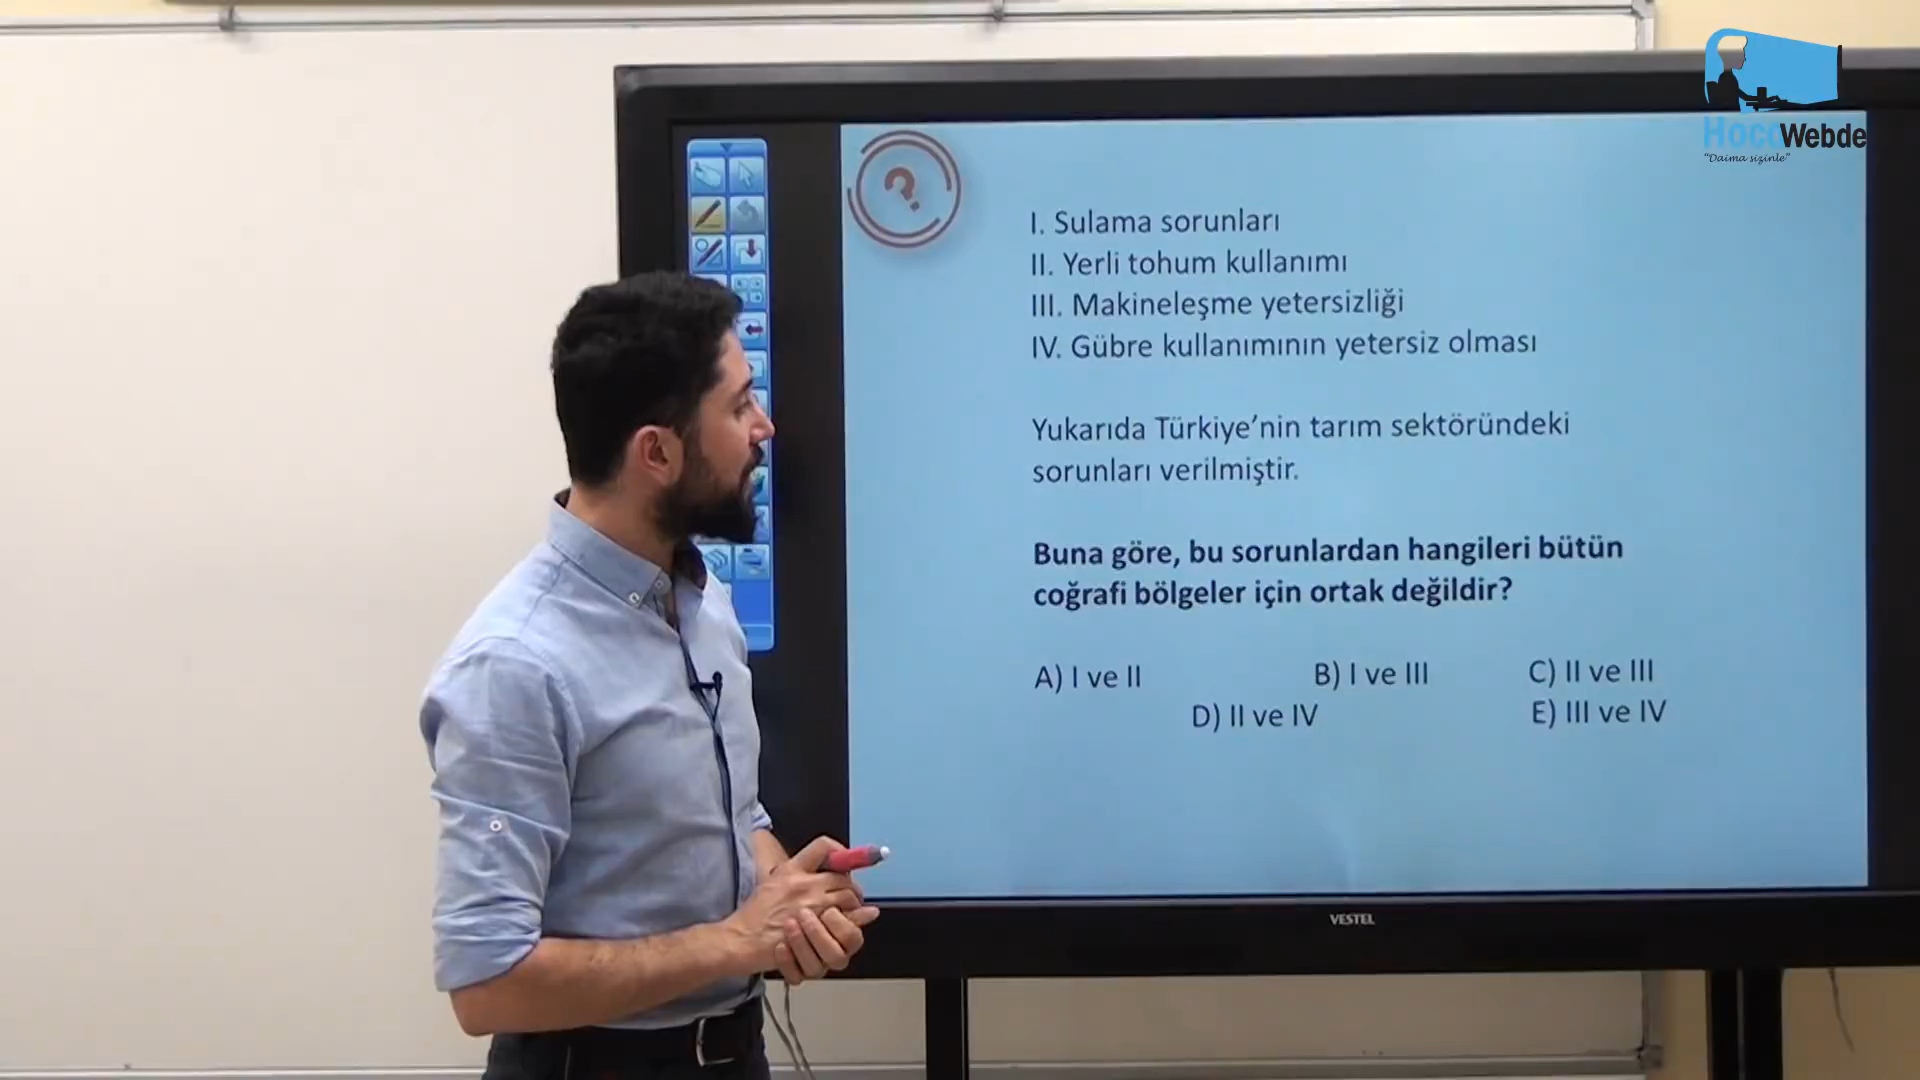 HocaWebde
"Daima sizinle"
I. Sulama sorunları
II. Yerli tohum kullanımı
III. Makineleşme yetersizliği
IV. Gübre kullanımının yetersiz olması
Yukarıda Türkiye'nin tarım sektöründeki
sorunları verilmiştir.
Buna göre, bu sorunlardan hangileri bütün
coğrafi bölgeler için ortak değildir?
A) I ve II B) I ve III C) II ve III
D) II ve IV E) III ve IV
VESTEL